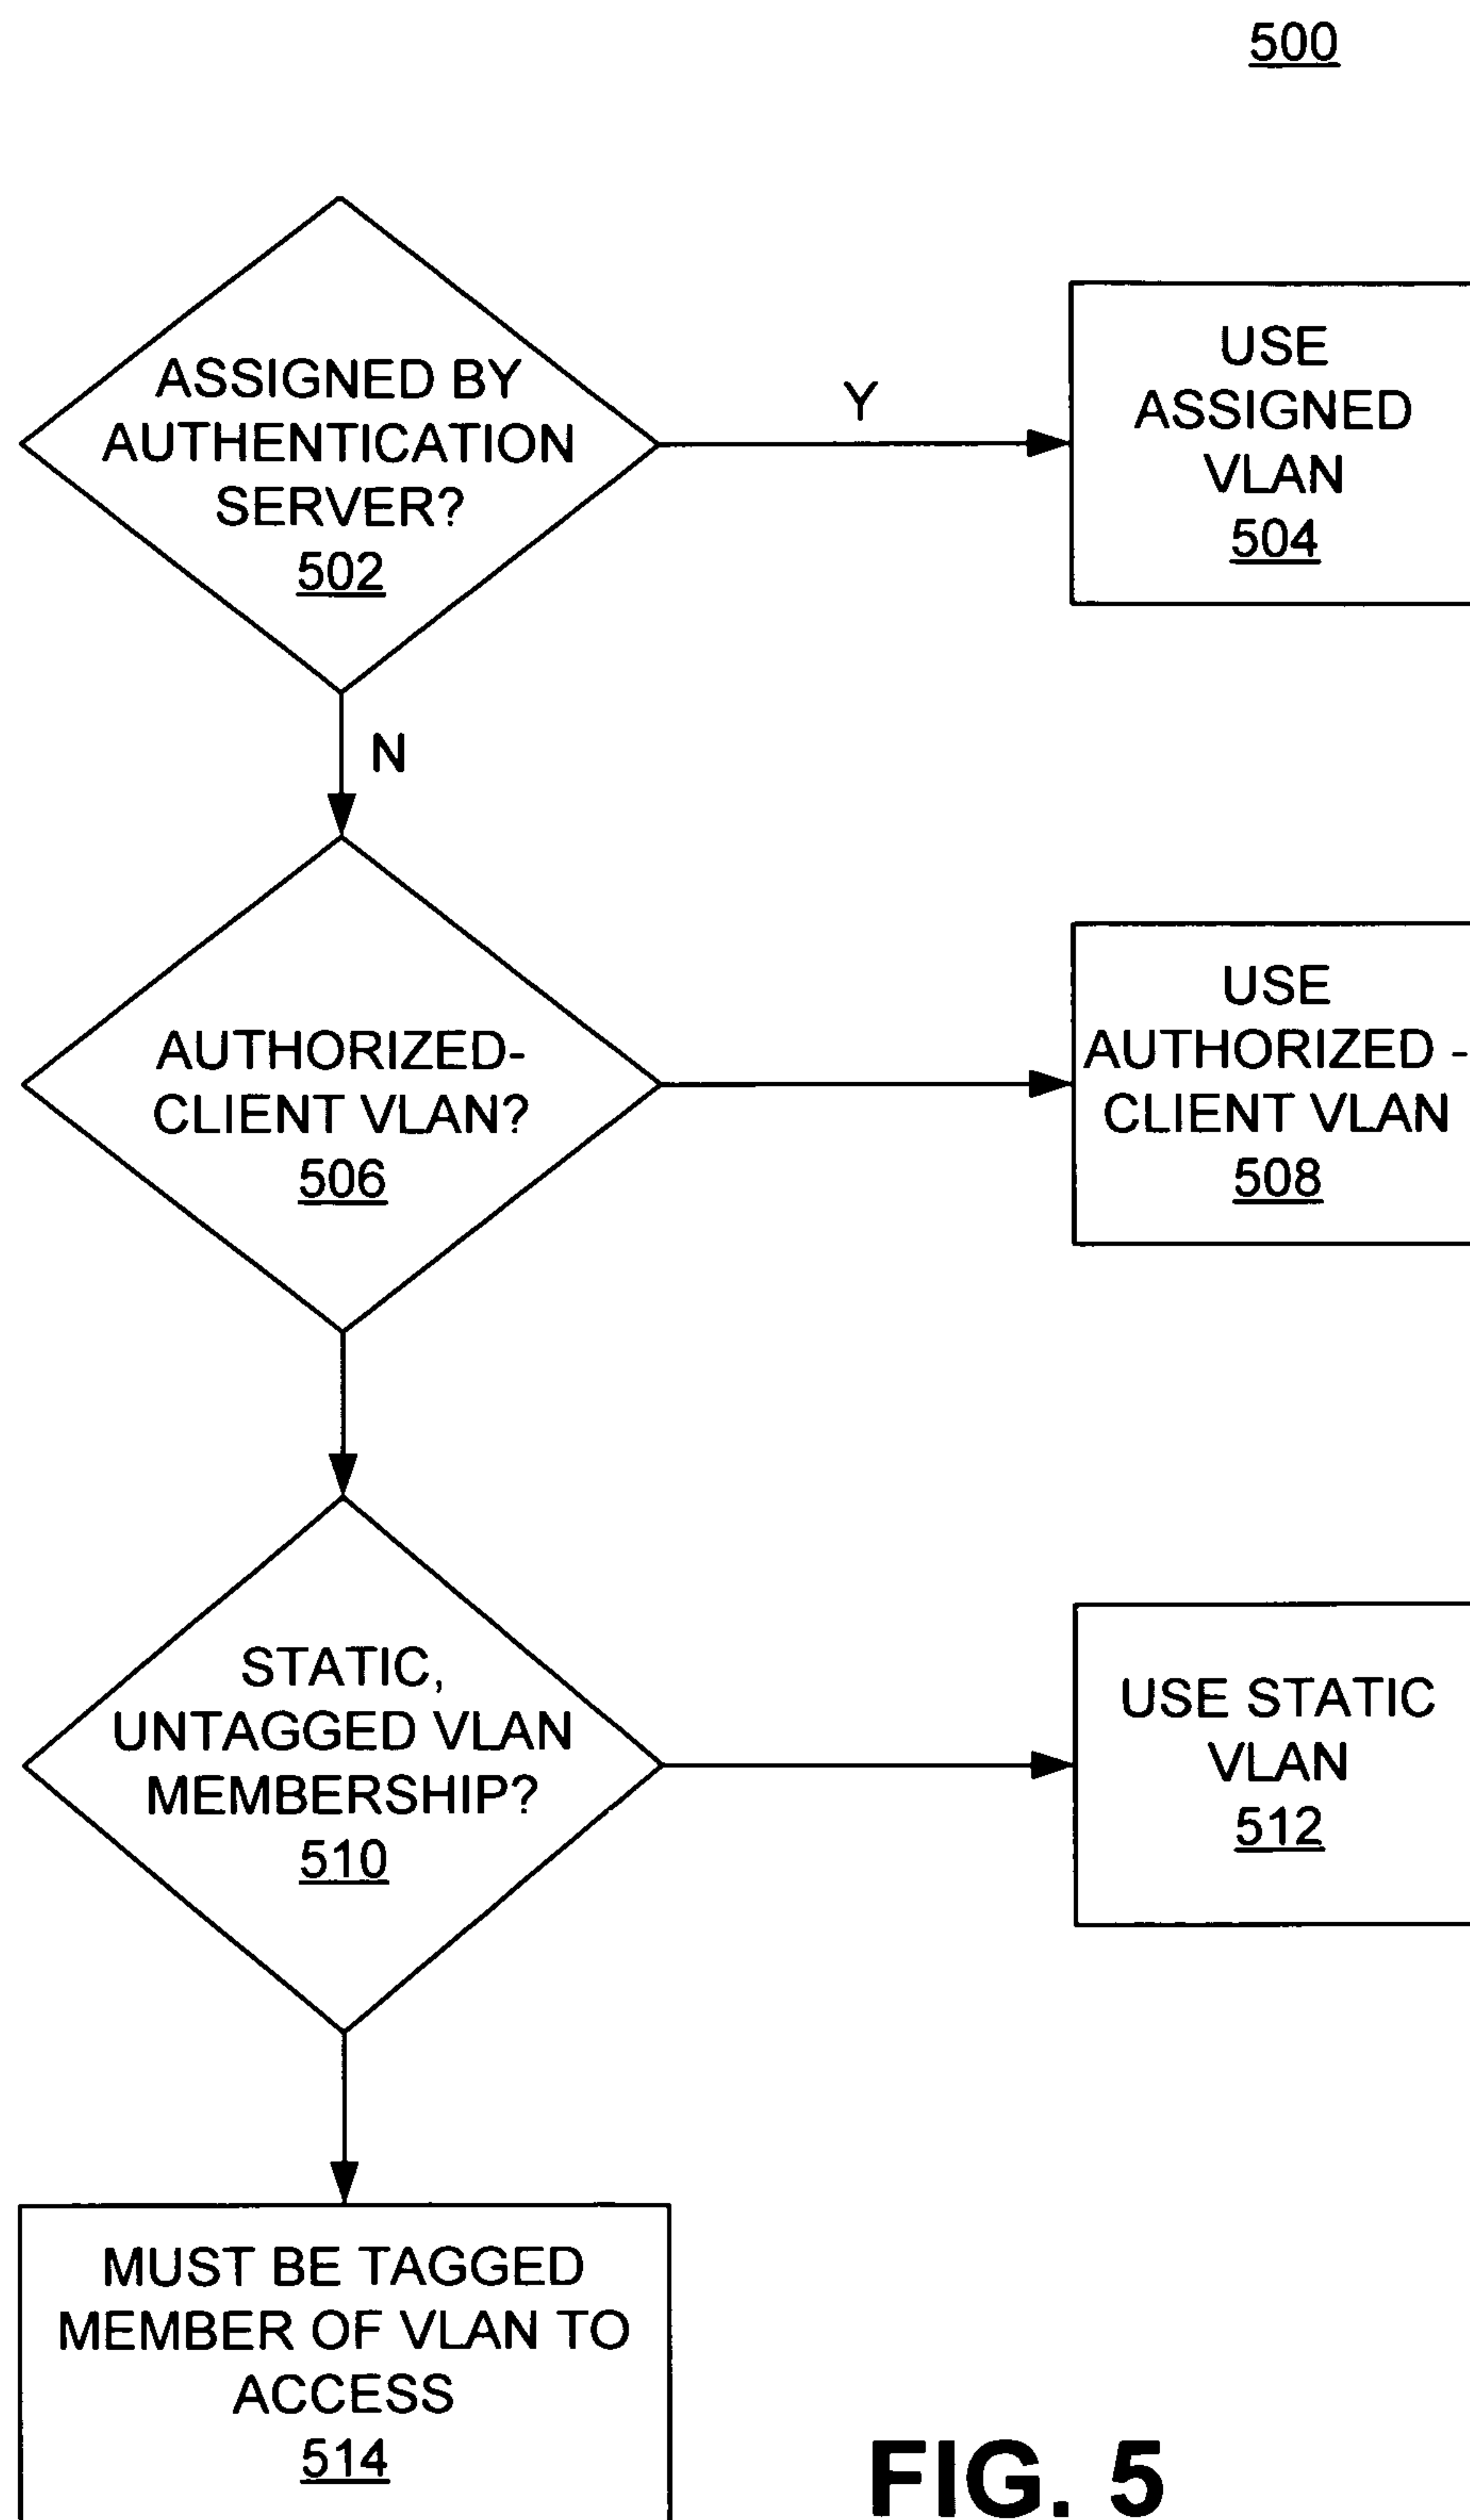 500
ASSIGNED BY
AUTHENTICATION
SERVER?
502
Y
USE
ASSIGNED
VLAN
504
N
AUTHORIZED-
CLIENT VLAN?
506
USE
AUTHORIZED -
CLIENT VLAN
508
STATIC,
UNTAGGED VLAN
MEMBERSHIP?
510
USE STATIC
VLAN
512
MUST BE TAGGED
MEMBER OF VLAN TO
ACCESS
514
FIG. 5